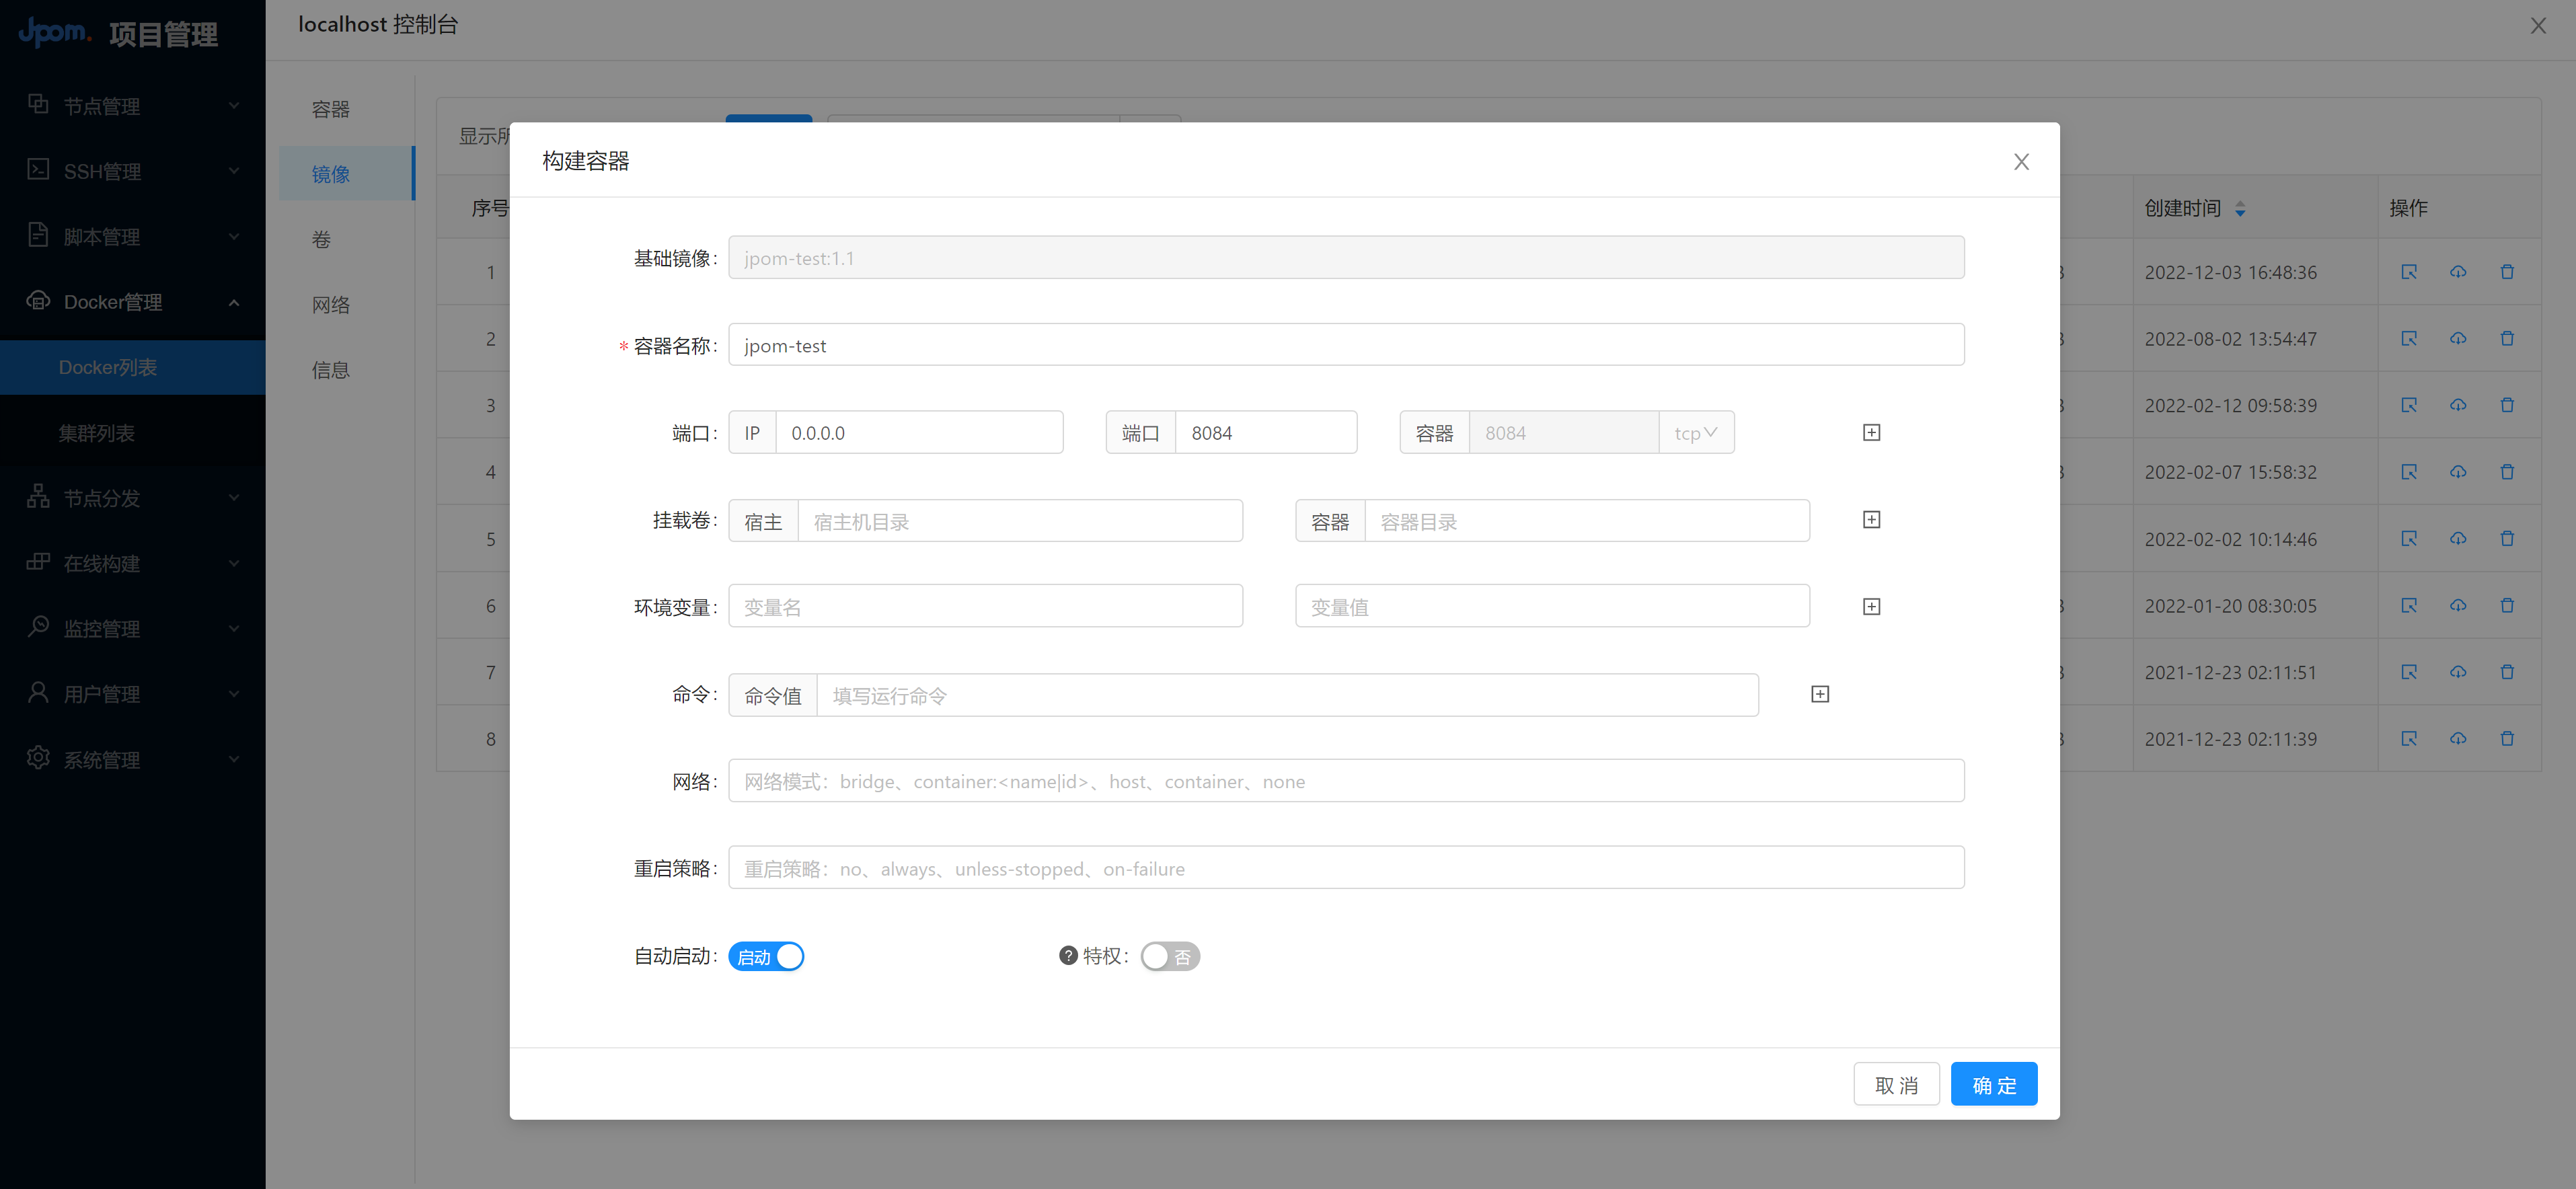 Jpom. 项目管理
节点管理
SSH管理
脚本管理
Docker管理
Docker列表
集群列表
节点分发
在线构建
监控管理
用户管理
系统管理
localhost 控制台
容器
镜像
卷
网络
信息
显示所
序号
创建时间
操作
1
2022-12-03 16:48:36
2
2022-08-02 13:54:47
3
2022-02-12 09:58:39
4
2022-02-07 15:58:32
5
2022-02-02 10:14:46
6
2022-01-20 08:30:05
7
2021-12-23 02:11:51
8
2021-12-23 02:11:39
构建容器
基础镜像: jpom-test:1.1
* 容器名称: jpom-test
端口: IP 0.0.0.0 端口 8084 容器 8084 tcp
挂载卷: 宿主 宿主机目录 容器 容器目录
环境变量: 变量名 变量值
命令: 命令值 填写运行命令
网络: 网络模式：bridge、container:<name|id>、host、container、none
重启策略: 重启策略：no、always、unless-stopped、on-failure
自动启动: 启动 ? 特权: 否
取 消 确 定